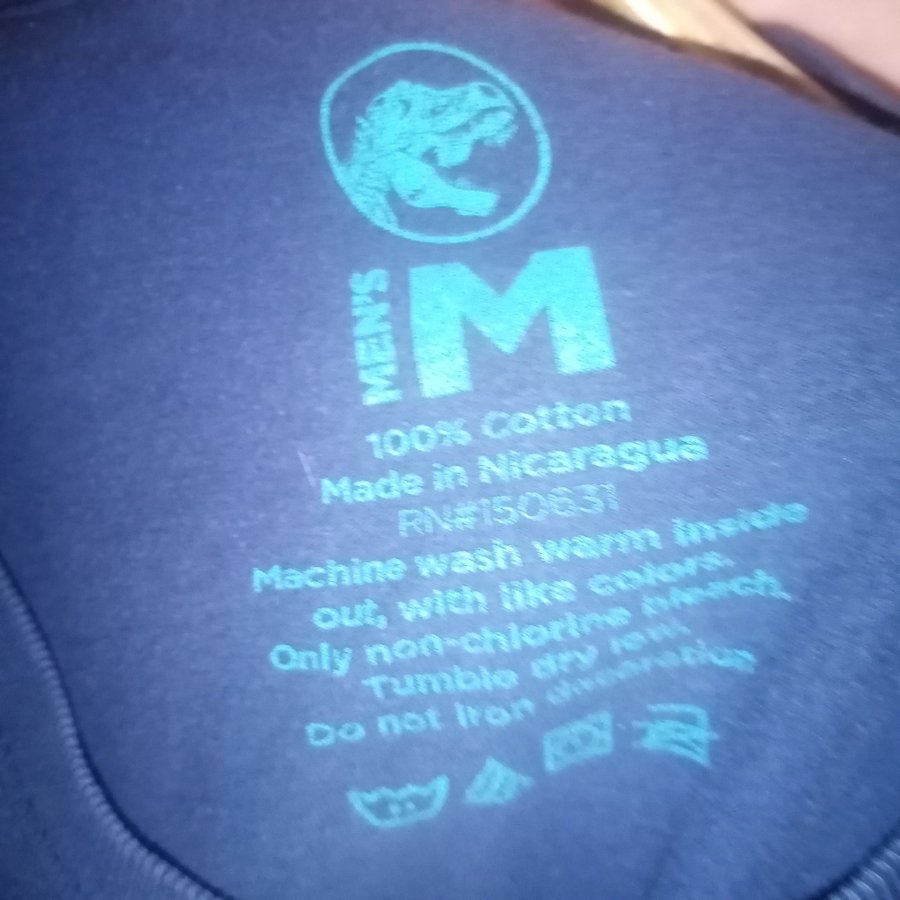 MEN'S M
100% Cotton
Made in Nicaragua
RN#150631
Machine wash warm inside
out, with like colors.
Only non-chlorine bleach.
Tumble dry low.
Do not iron decoration